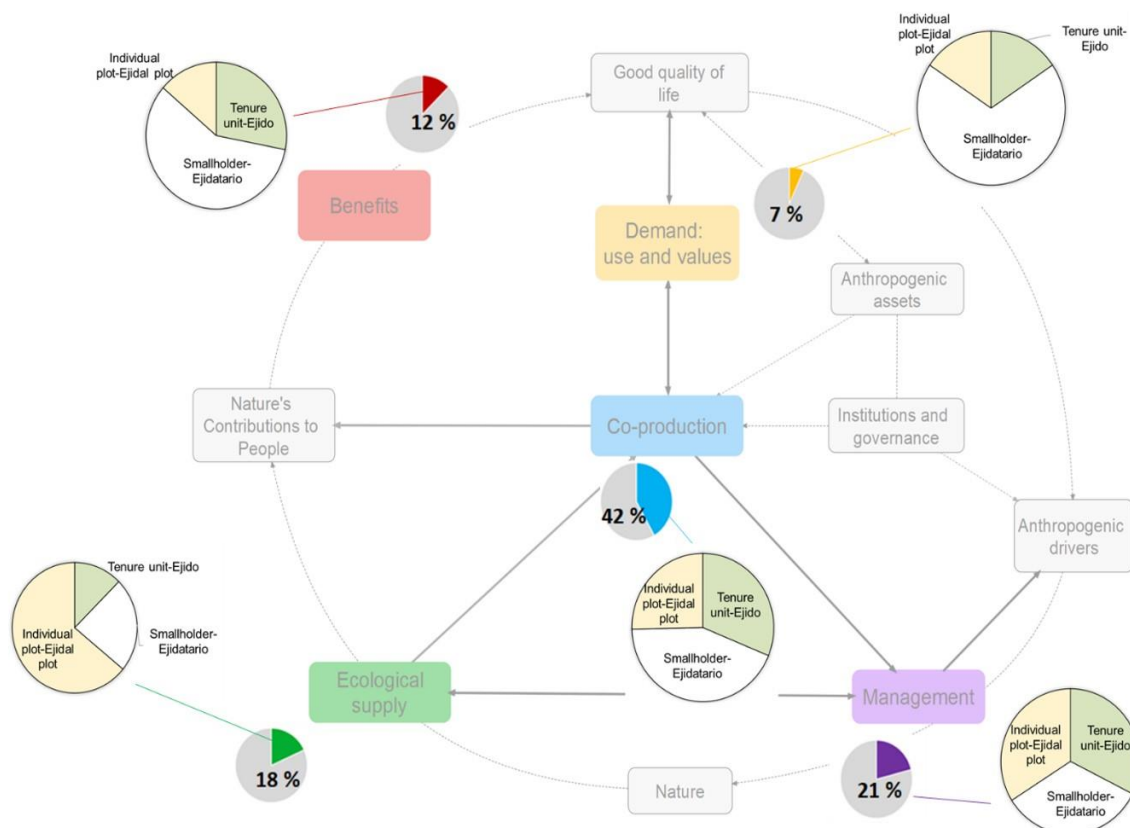 Individual
plot-Ejidal plot
Tenure
unit-Ejido
Smallholder-
Ejidatario
12 %
Benefits
Good quality of
life
7 %
Individual
plot-Ejidal plot
Tenure unit-
Ejido
Smallholder-
Ejidatario
Demand:
use and values
Anthropogenic
assets
Nature's
Contributions to
People
Co-production
Institutions and
governance
42 %
Anthropogenic
drivers
Individual
plot-Ejidal
plot
Tenure
unit-Ejido
Smallholder-
Ejidatario
Tenure unit-Ejido
Individual
plot-Ejidal
plot
Smallholder-
Ejidatario
Ecological
supply
18 %
Management
Nature
21 %
Individual
plot-Ejidal
plot
Tenure
unit-Ejido
Smallholder-
Ejidatario